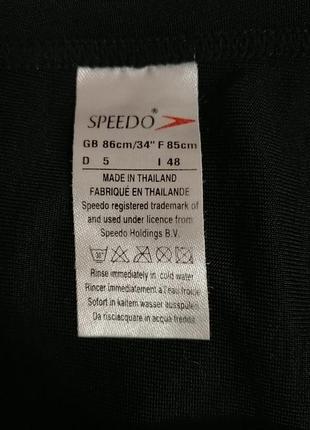 SPEEDO®
GB 86cm/34" F 85cm
D 5 I 48
MADE IN THAILAND
FABRIQUÉ EN THAILANDE
Speedo registered trademark of
and used under licence from
Speedo Holdings B.V.
Rinse immediately in cold water
Rincer immediatement à l'eau froide
Sofort in kaltem wasser ausspülen
Da risciacquare in acqua fredda